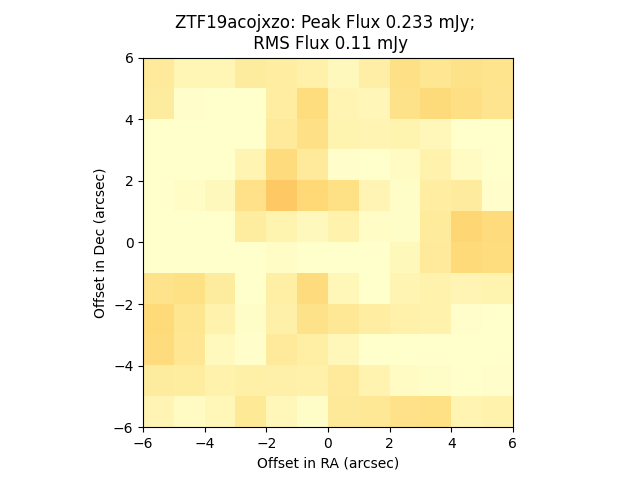 ZTF19acojxzo: Peak Flux 0.233 mJy;
RMS Flux 0.11 mJy
6
4
2
0
−2
−4
−6
Offset in Dec (arcsec)
−6 −4 −2 0 2 4 6
Offset in RA (arcsec)